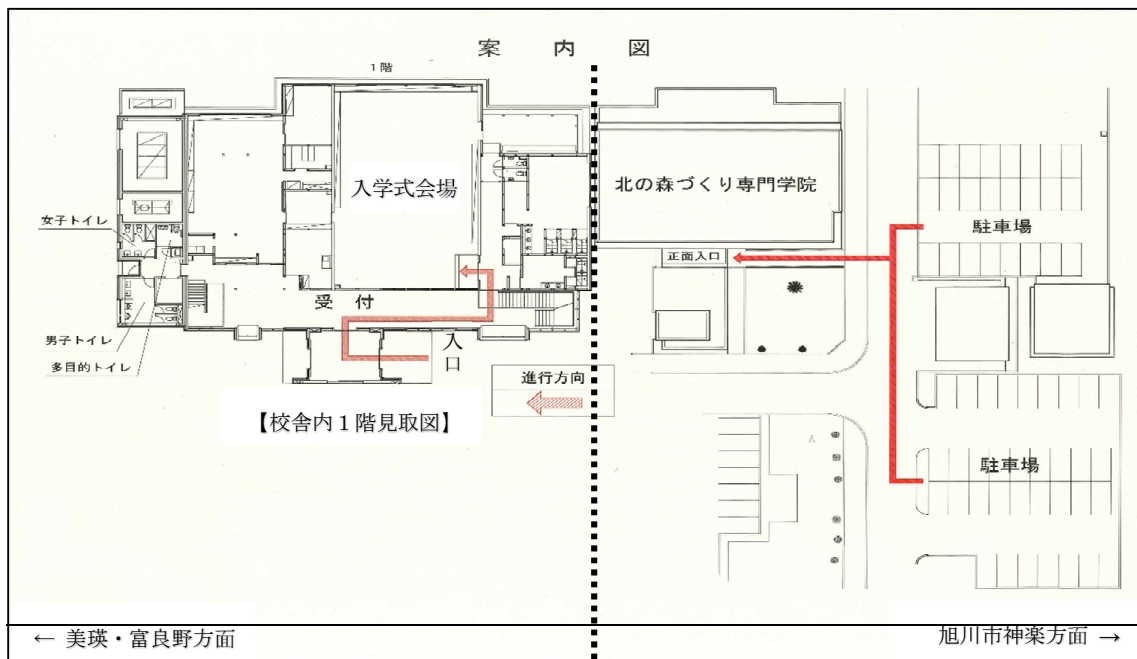 案 内 図
1階
入学式会場
北の森づくり専門学院
女子トイレ
駐車場
正面入口
受 付
男子トイレ
入口
多目的トイレ
進行方向
【校舎内1階見取図】
駐車場
← 美瑛・富良野方面
旭川市神楽方面 →